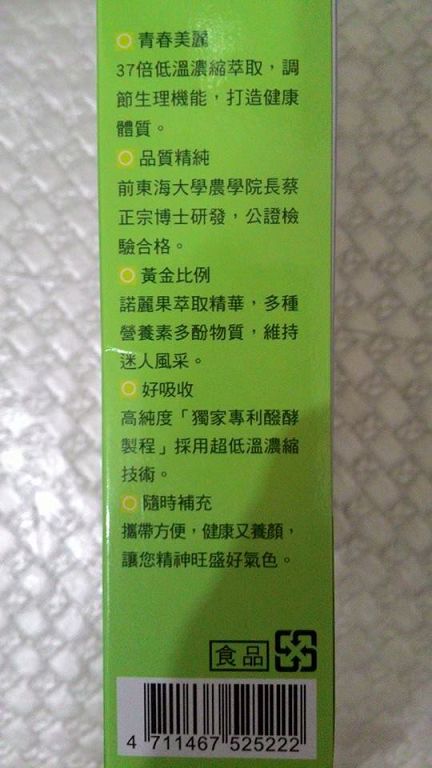 青春美麗
37倍低溫濃縮萃取，調
節生理機能，打造健康
體質。
品質精純
前東海大學農學院長蔡
正宗博士研發，公證檢
驗合格。
黃金比例
諾麗果萃取精華，多種
營養素多酚物質，維持
迷人風采。
好吸收
高純度「獨家專利醱酵
製程」採用超低溫濃縮
技術。
隨時補充
攜帶方便，健康又養顏，
讓您精神旺盛好氣色。
食品
4 711467 525222